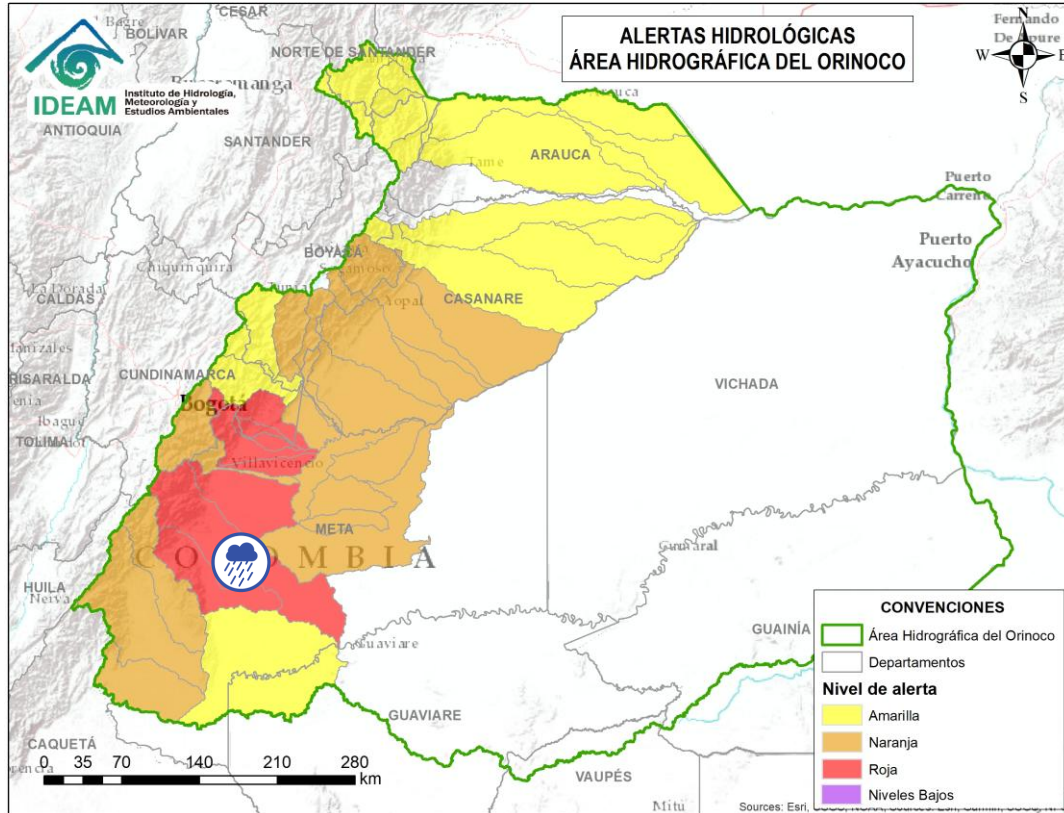 ALERTAS HIDROLÓGICAS
ÁREA HIDROGRÁFICA DEL ORINOCO
IDEAM
Instituto de Hidrología,
Meteorología y
Estudios Ambientales
N
W
S
CESAR
BOLÍVAR
NORTE DE SANTANDER
ANTIOQUIA
SANTANDER
ARAUCA
Tame
Puerto
Carreño
Puerto
Ayacucho
BOYACÁ
Chiquinquira
CALDAS
Yopal
CASANARE
RISARALDA
CUNDINAMARCA
Bogotá
VICHADA
TOLIMA
Villavicencio
META
COLOMBIA
HUILA
Neiva
GUAINÍA
GUAVIARE
CAQUETÁ
VAUPÉS
Mitú
0 35 70 140 210 280
km
CONVENCIONES
Área Hidrográfica del Orinoco
Departamentos
Nivel de alerta
Amarilla
Naranja
Roja
Niveles Bajos
Sources: Esri,